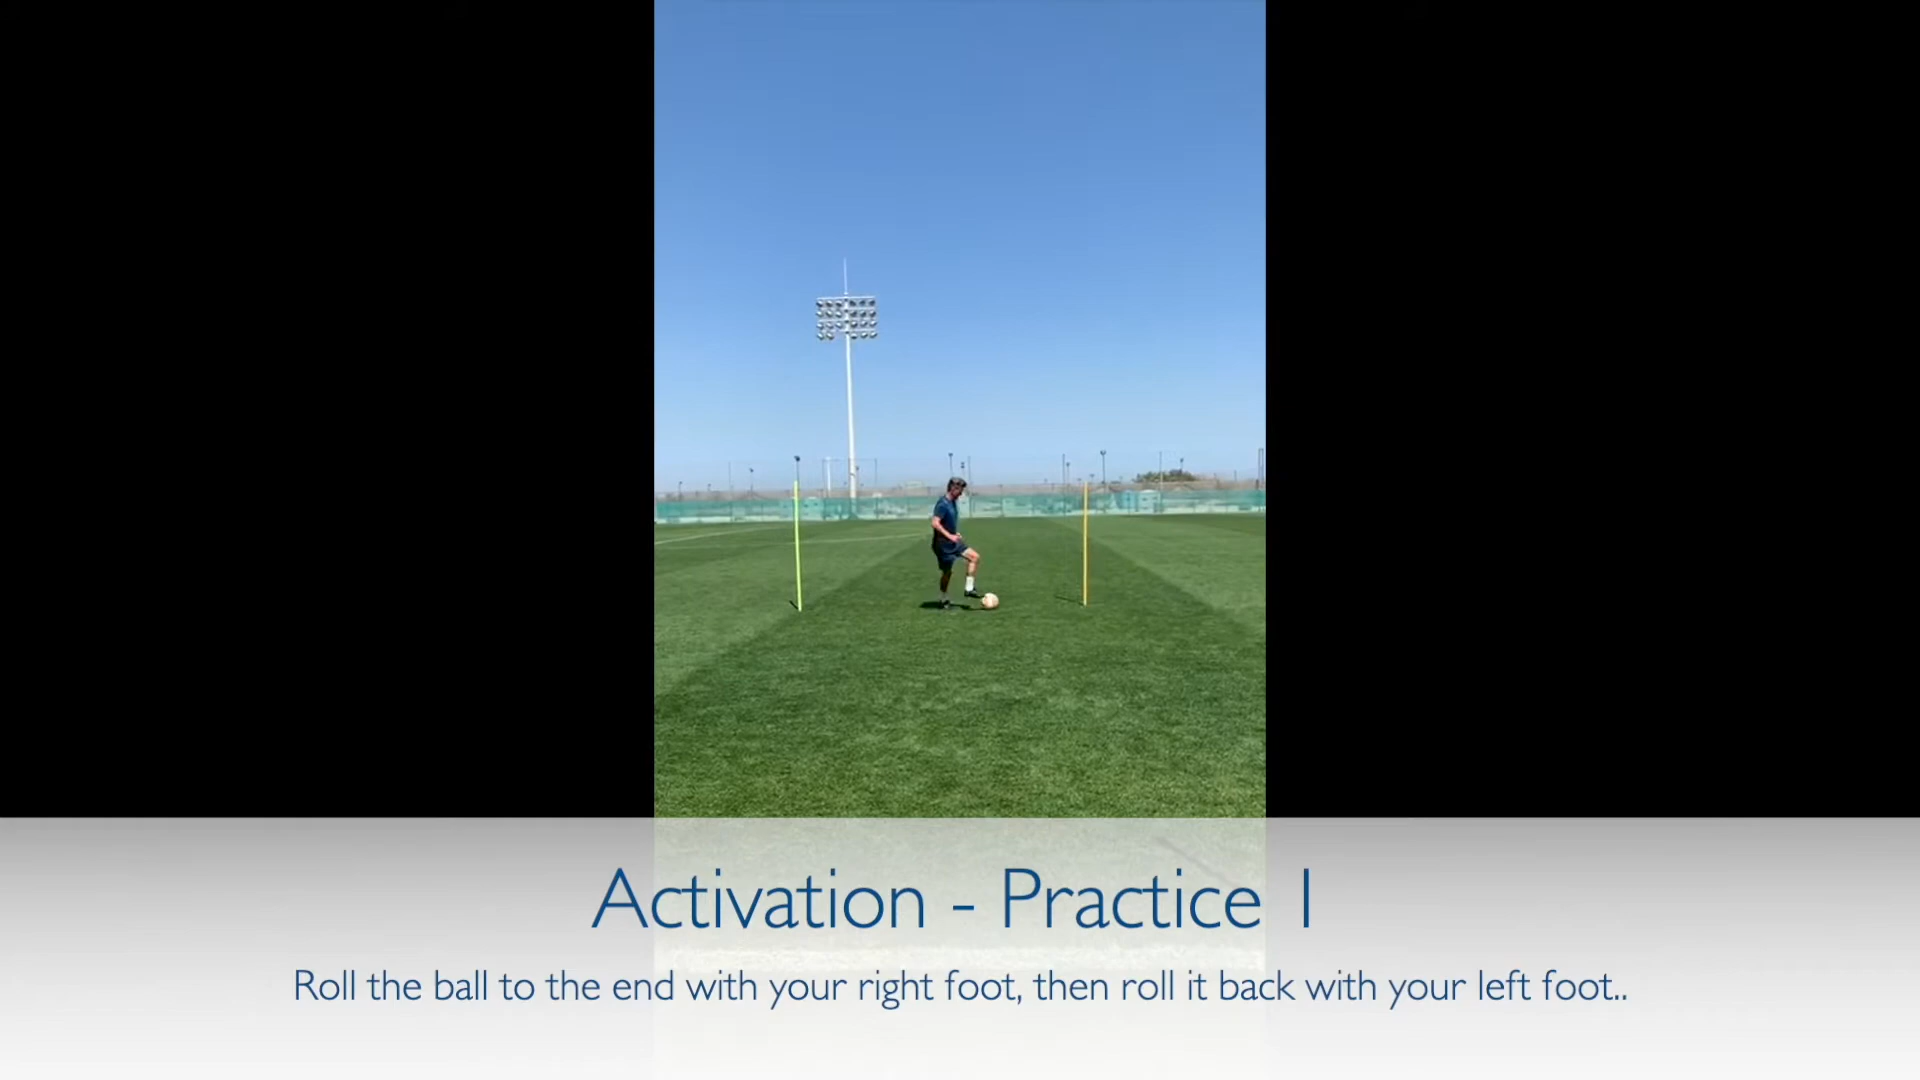 Activation - Practice 1
Roll the ball to the end with your right foot, then roll it back with your left foot..